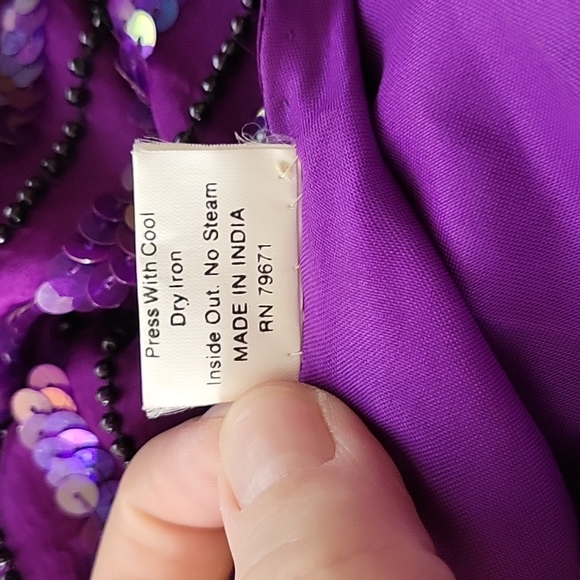 Press With Cool
Dry Iron
Inside Out. No Steam
MADE IN INDIA
RN 79671